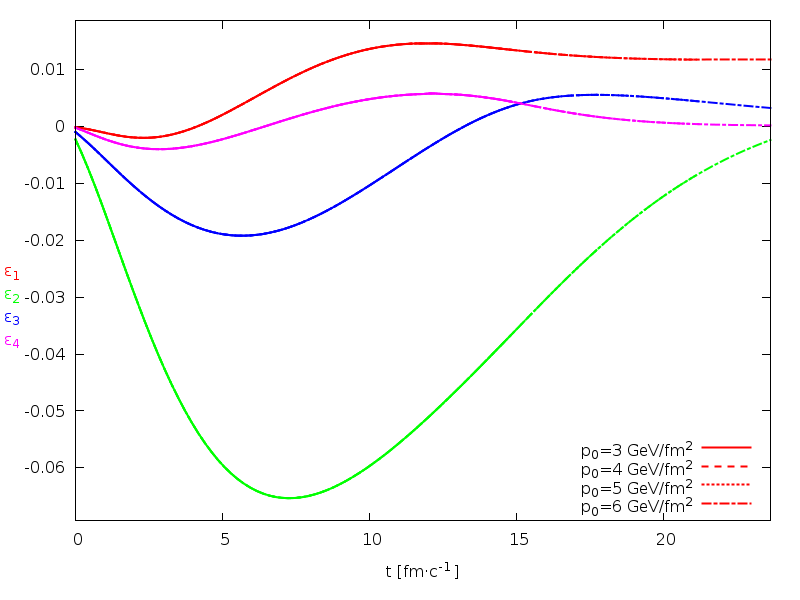 0.01
0
-0.01
-0.02
-0.03
-0.04
-0.05
-0.06
ε1
ε2
ε3
ε4
p0=3 GeV/fm2
p0=4 GeV/fm2
p0=5 GeV/fm2
p0=6 GeV/fm2
0 5 10 15 20
t [fm·c-1]